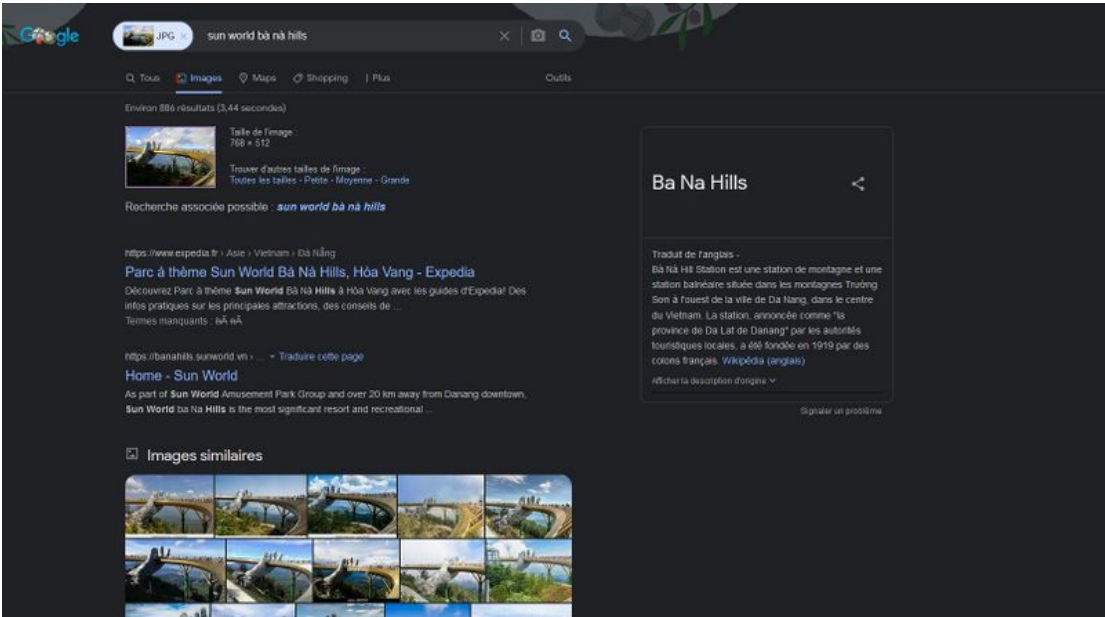 Google
JPG × sun world bà nà hills
Tous Images Maps Shopping Plus Outils
Environ 886 résultats (3,44 secondes)
Taille de l'image :
768 × 512
Trouver d'autres tailles de l'image :
Toutes les tailles - Petite - Moyenne - Grande
Recherche associée possible : sun world bà nà hills
https://www.expedia.fr › Asie › Vietnam › Đà Nẵng
Parc à thème Sun World Bà Nà Hills, Hòa Vang - Expedia
Découvrez Parc à thème Sun World Bà Nà Hills à Hòa Vang avec les guides d'Expedia! Des
infos pratiques sur les principales attractions, des conseils de ...
Termes manquants : bÃ nÃ
https://banahills.sunworld.vn › ... Traduire cette page
Home - Sun World
As part of Sun World Amusement Park Group and over 20 km away from Danang downtown,
Sun World ba Na Hills is the most significant resort and recreational ...
Images similaires
Ba Na Hills
Traduit de l'anglais -
Bà Nà Hill Station est une station de montagne et une
station balnéaire située dans les montagnes Trường
Sơn à l'ouest de la ville de Da Nang, dans le centre
du Vietnam. La station, annoncée comme "la
province de Da Lat de Danang" par les autorités
touristiques locales, a été fondée en 1919 par des
colons français. Wikipédia (anglais)
Afficher la description d'origine
Signaler un problème